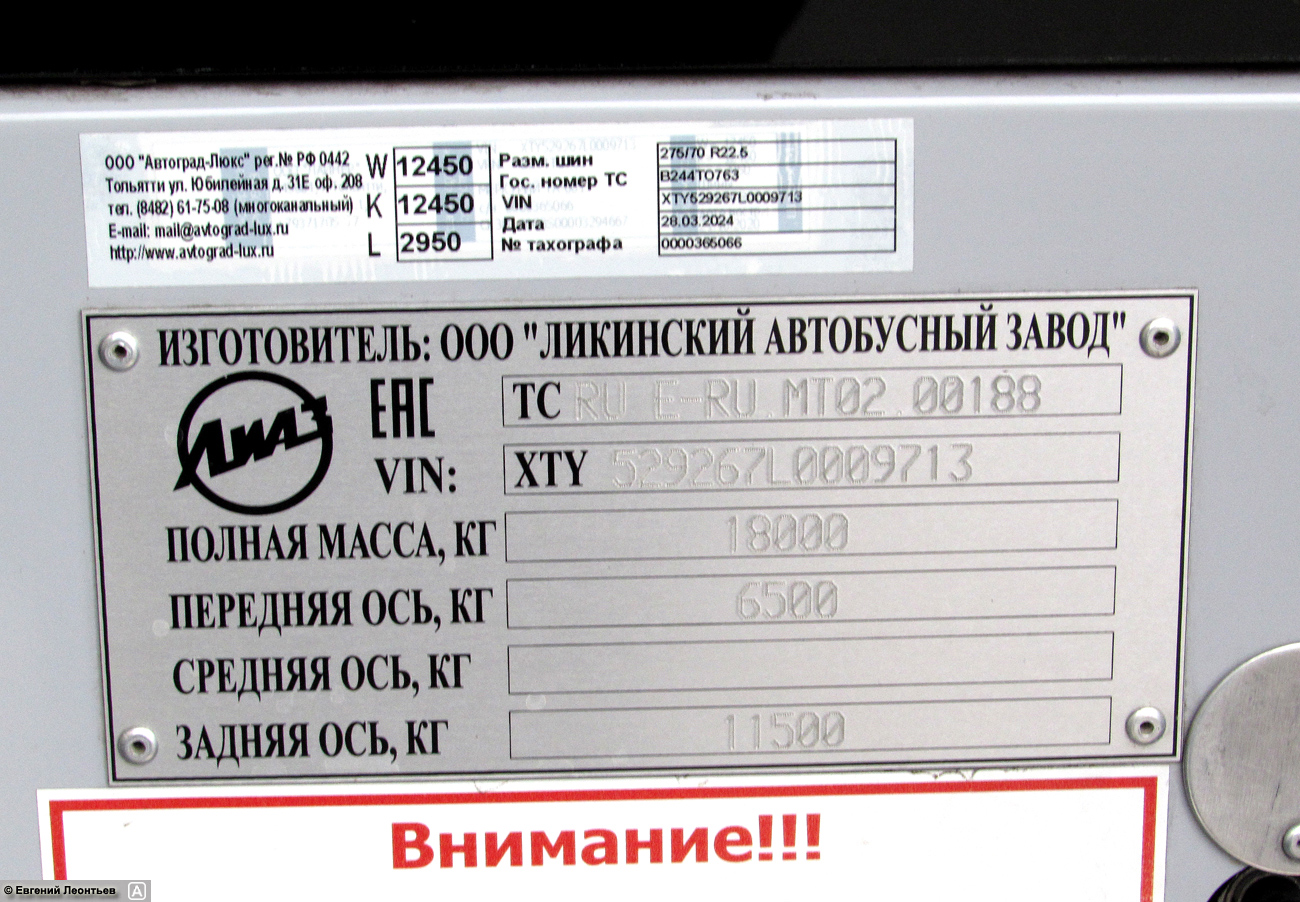 ООО "Автоград-Люкс" рег.№ РФ 0442
Тольятти ул. Юбилейная д. 31Е оф. 208
тел. (8482) 61-75-08 (многоканальный)
E-mail: mail@avtograd-lux.ru
http://www.avtograd-lux.ru
W 12450
K 12450
L 2950
Разм. шин 275/70 R22.5
Гос. номер ТС В244ТО763
VIN XTY529267L0009713
Дата 28.03.2024
№ тахографа 0000365066
ИЗГОТОВИТЕЛЬ: ООО "ЛИКИНСКИЙ АВТОБУСНЫЙ ЗАВОД"
ЛиАЗ
ЕАС ТС RU E-RU.MT02.00188
VIN: XTY 529267L0009713
ПОЛНАЯ МАССА, КГ 18000
ПЕРЕДНЯЯ ОСЬ, КГ 6500
СРЕДНЯЯ ОСЬ, КГ
ЗАДНЯЯ ОСЬ, КГ 11500
Внимание!!!
© Евгений Леонтьев A